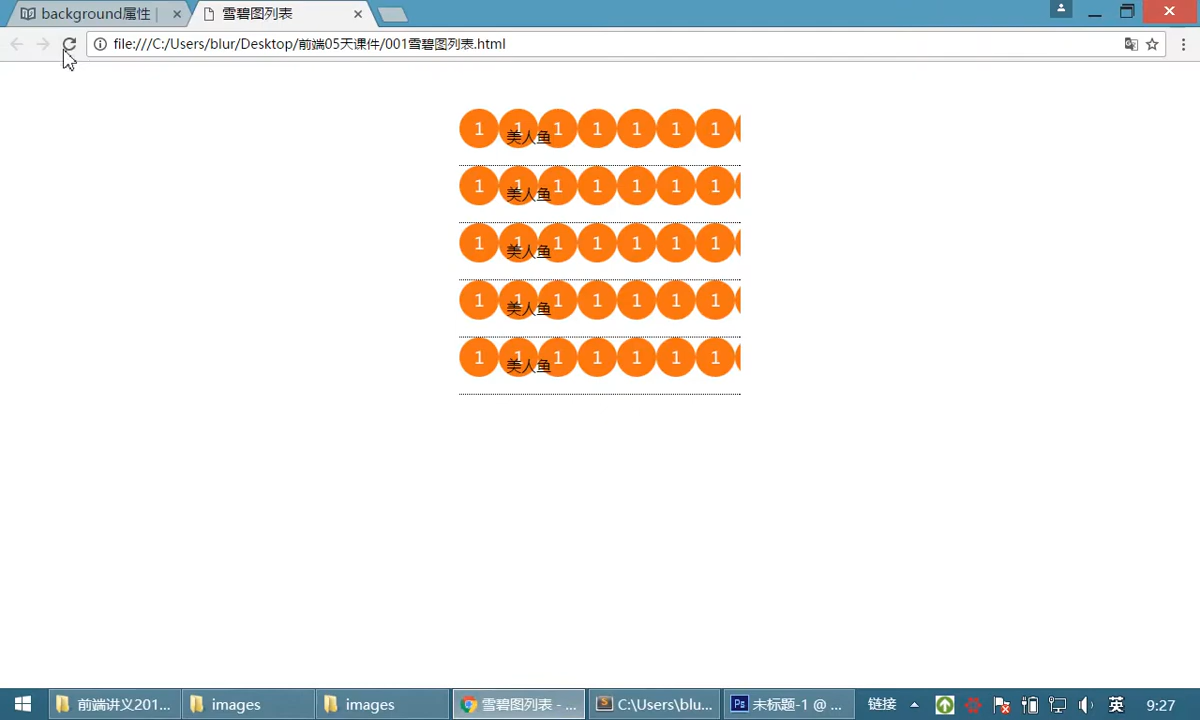 background属性 |
雪碧图列表
file:///C:/Users/blur/Desktop/前端05天课件/001雪碧图列表.html
1 1 1 1 1 1 1
美人鱼
1 1 1 1 1 1 1
美人鱼
1 1 1 1 1 1 1
美人鱼
1 1 1 1 1 1 1
美人鱼
1 1 1 1 1 1 1
美人鱼
前端讲义201...
images
images
雪碧图列表 - ...
C:\Users\blu...
Ps 未标题-1 @ ...
链接
英
9:27